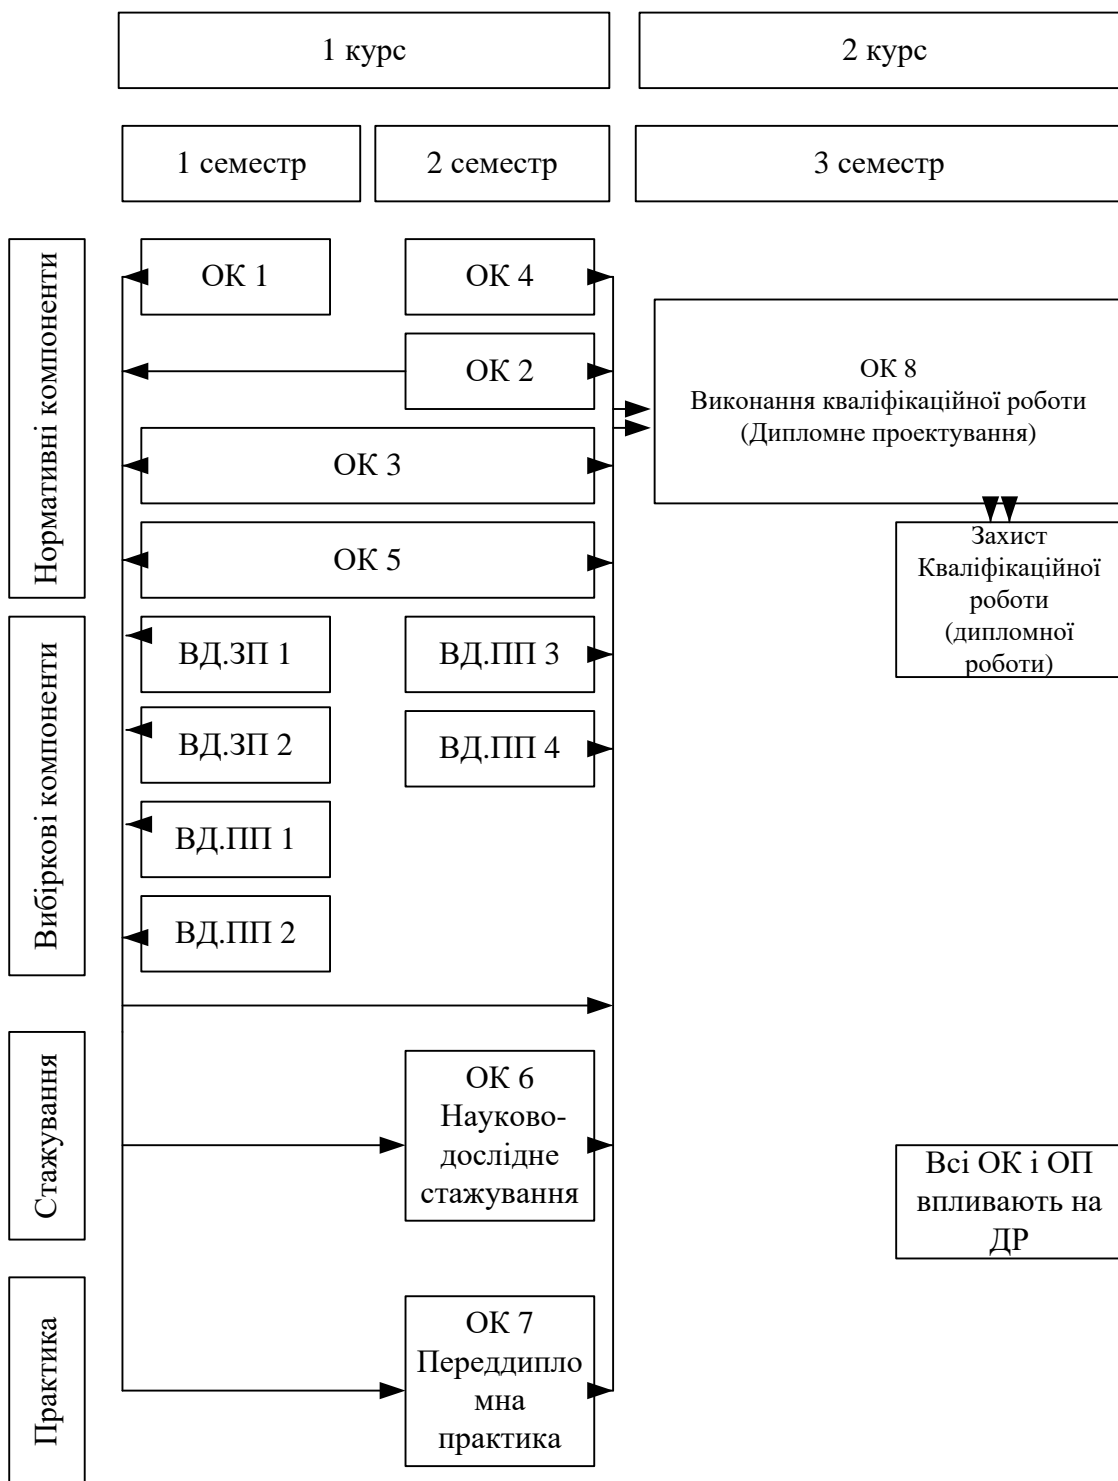 1 курс
2 курс
1 семестр
2 семестр
3 семестр
Нормативні компоненти
ОК 1
ОК 4
ОК 2
ОК 8
Виконання кваліфікаційної роботи
(Дипломне проектування)
ОК 3
ОК 5
Захист
Кваліфікаційної
роботи
(дипломної
роботи)
Вибіркові компоненти
ВД.ЗП 1
ВД.ПП 3
ВД.ЗП 2
ВД.ПП 4
ВД.ПП 1
ВД.ПП 2
Стажування
ОК 6
Науково-
дослідне
стажування
Всі ОК і ОП
впливають на
ДР
Практика
ОК 7
Переддипло
мна
практика